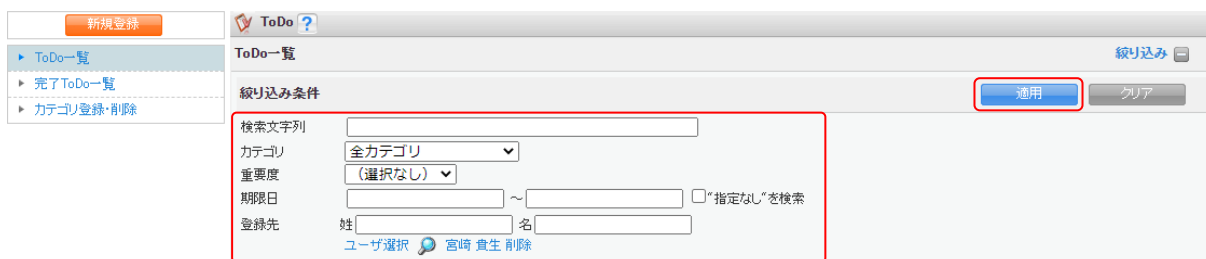 新規登録
ToDo一覧
完了ToDo一覧
カテゴリ登録・削除
ToDo ?
ToDo一覧
絞り込み
絞り込み条件
適用
クリア
検索文字列
カテゴリ 全カテゴリ
重要度 (選択なし)
期限日 ～ "指定なし"を検索
登録先 姓 名
ユーザ選択 宮崎 貴生 削除